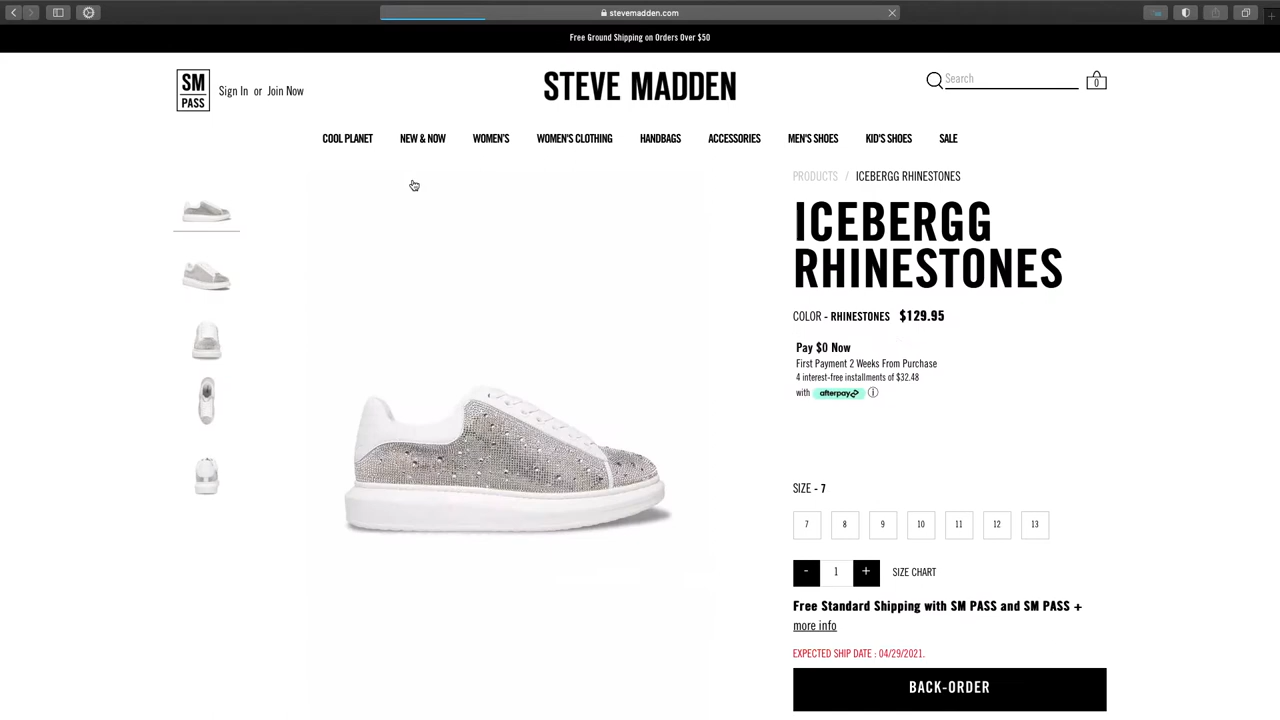 stevemadden.com
Free Ground Shipping on Orders Over $50
SM
PASS
Sign In or Join Now
STEVE MADDEN
Search
0
COOL PLANET NEW & NOW WOMEN'S WOMEN'S CLOTHING HANDBAGS ACCESSORIES MEN'S SHOES KID'S SHOES SALE
PRODUCTS / ICEBERGG RHINESTONES
ICEBERGG
RHINESTONES
COLOR - RHINESTONES $129.95
Pay $0 Now
First Payment 2 Weeks From Purchase
4 interest-free installments of $32.48
with afterpay
SIZE - 7
7 8 9 10 11 12 13
- 1 + SIZE CHART
Free Standard Shipping with SM PASS and SM PASS +
more info
EXPECTED SHIP DATE : 04/29/2021.
BACK-ORDER